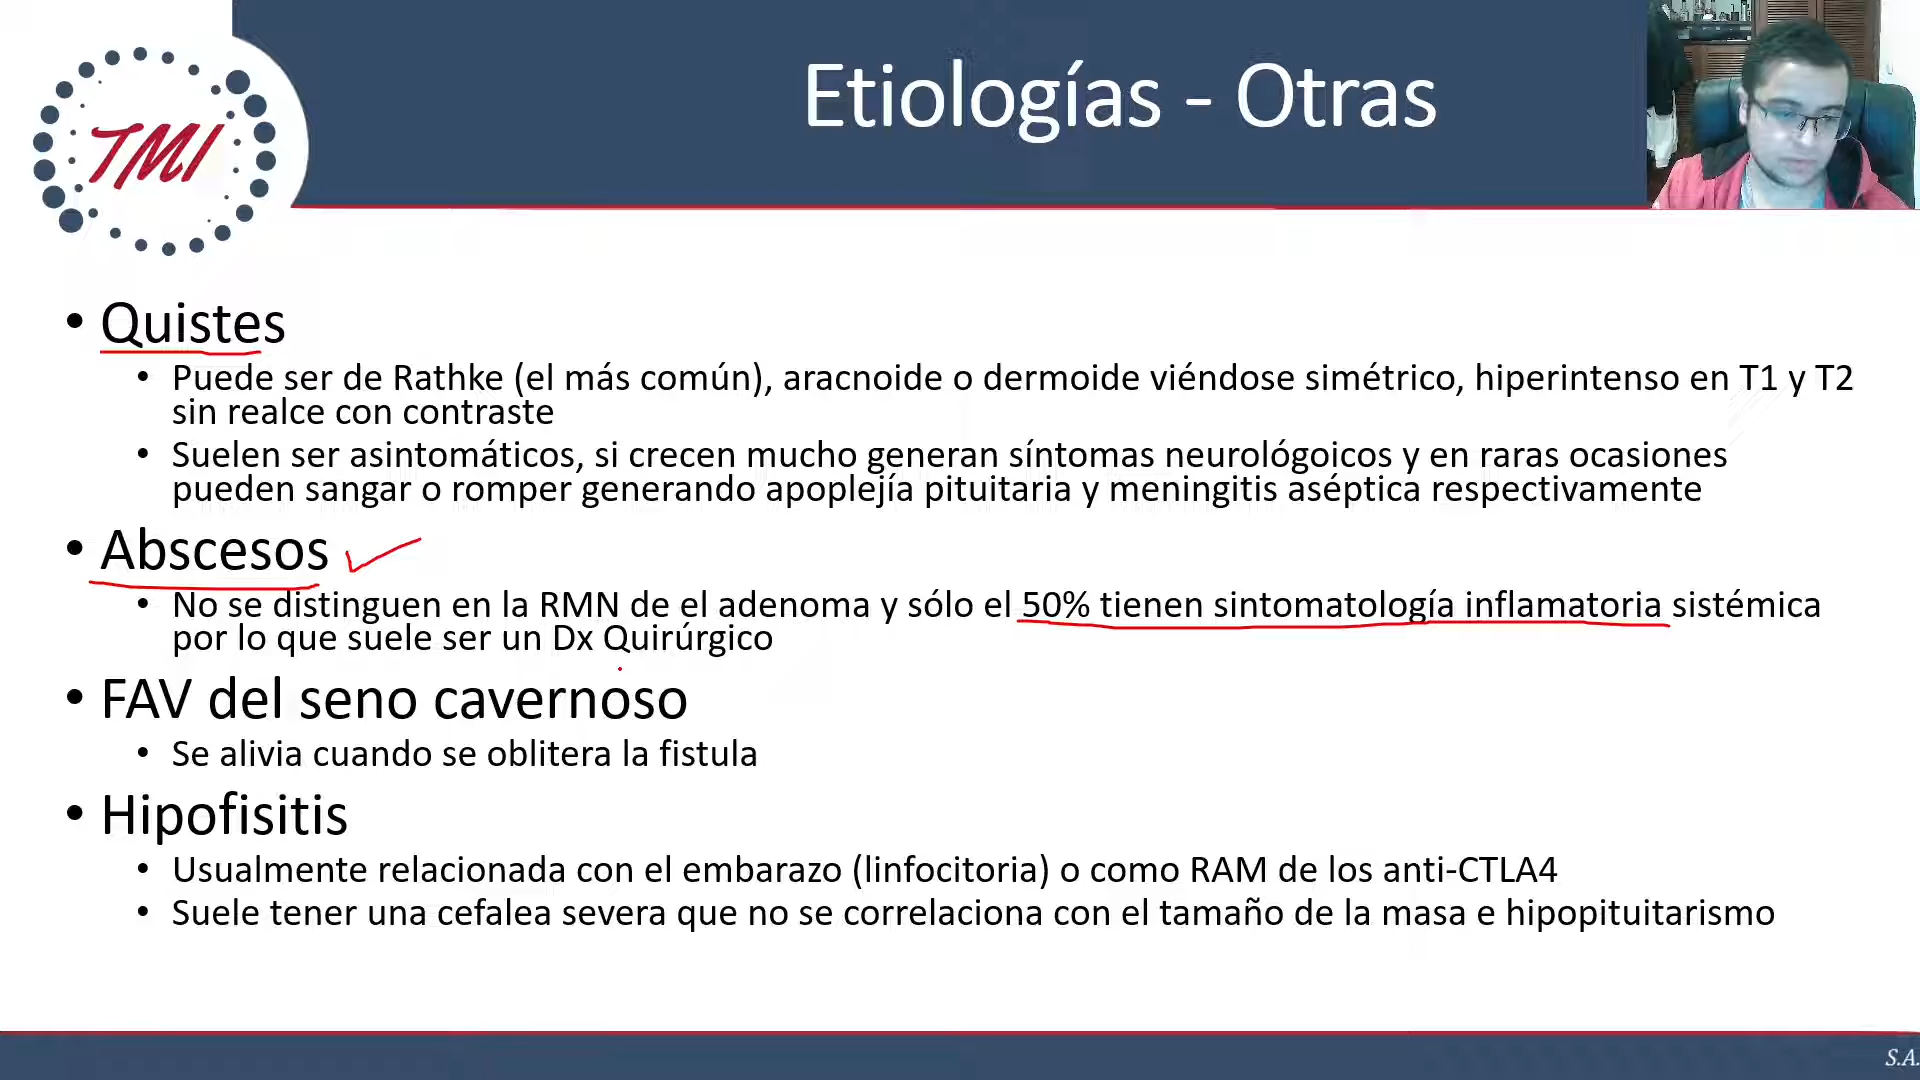 Etiologías - Otras
TMI
• Quistes
• Puede ser de Rathke (el más común), aracnoide o dermoide viéndose simétrico, hiperintenso en T1 y T2
sin realce con contraste
• Suelen ser asintomáticos, si crecen mucho generan síntomas neurológoicos y en raras ocasiones
pueden sangar o romper generando apoplejía pituitaria y meningitis aséptica respectivamente
• Abscesos
• No se distinguen en la RMN de el adenoma y sólo el 50% tienen sintomatología inflamatoria sistémica
por lo que suele ser un Dx Quirúrgico
• FAV del seno cavernoso
• Se alivia cuando se oblitera la fistula
• Hipofisitis
• Usualmente relacionada con el embarazo (linfocitoria) o como RAM de los anti-CTLA4
• Suele tener una cefalea severa que no se correlaciona con el tamaño de la masa e hipopituitarismo
S.A.